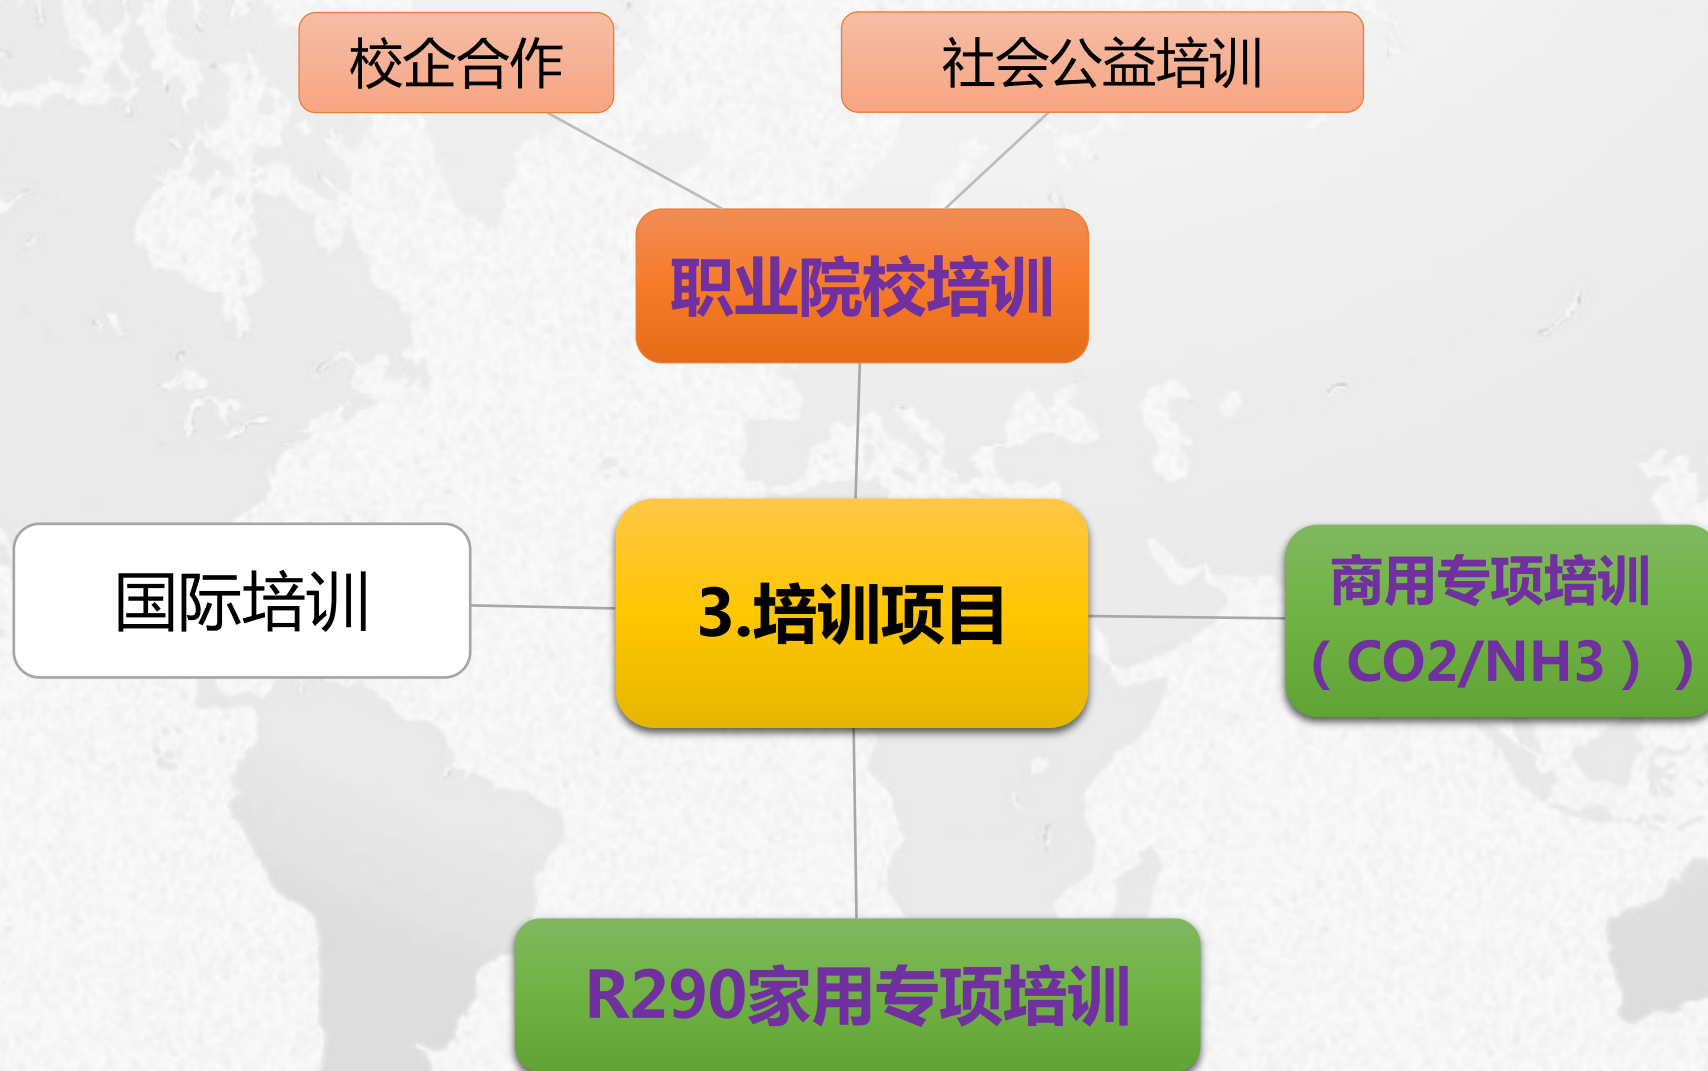 校企合作
社会公益培训
职业院校培训
国际培训
3.培训项目
商用专项培训
（CO2/NH3））
R290家用专项培训